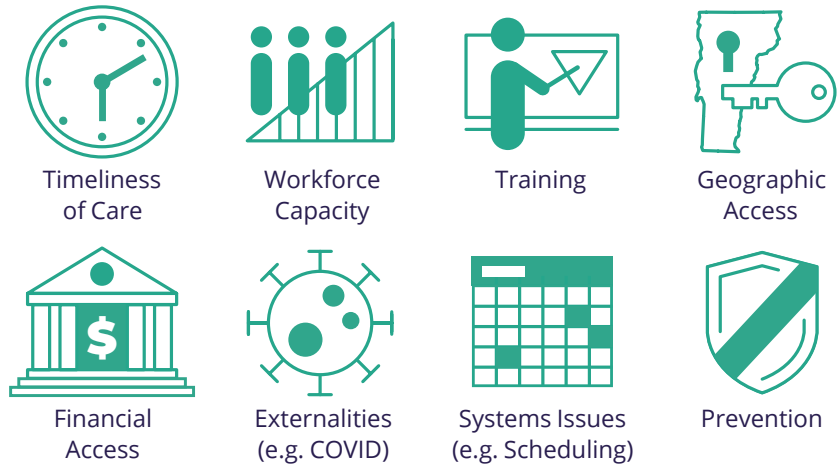 Timeliness
of Care
Workforce
Capacity
Training
Geographic
Access
$
Financial
Access
Externalities
(e.g. COVID)
Systems Issues
(e.g. Scheduling)
Prevention